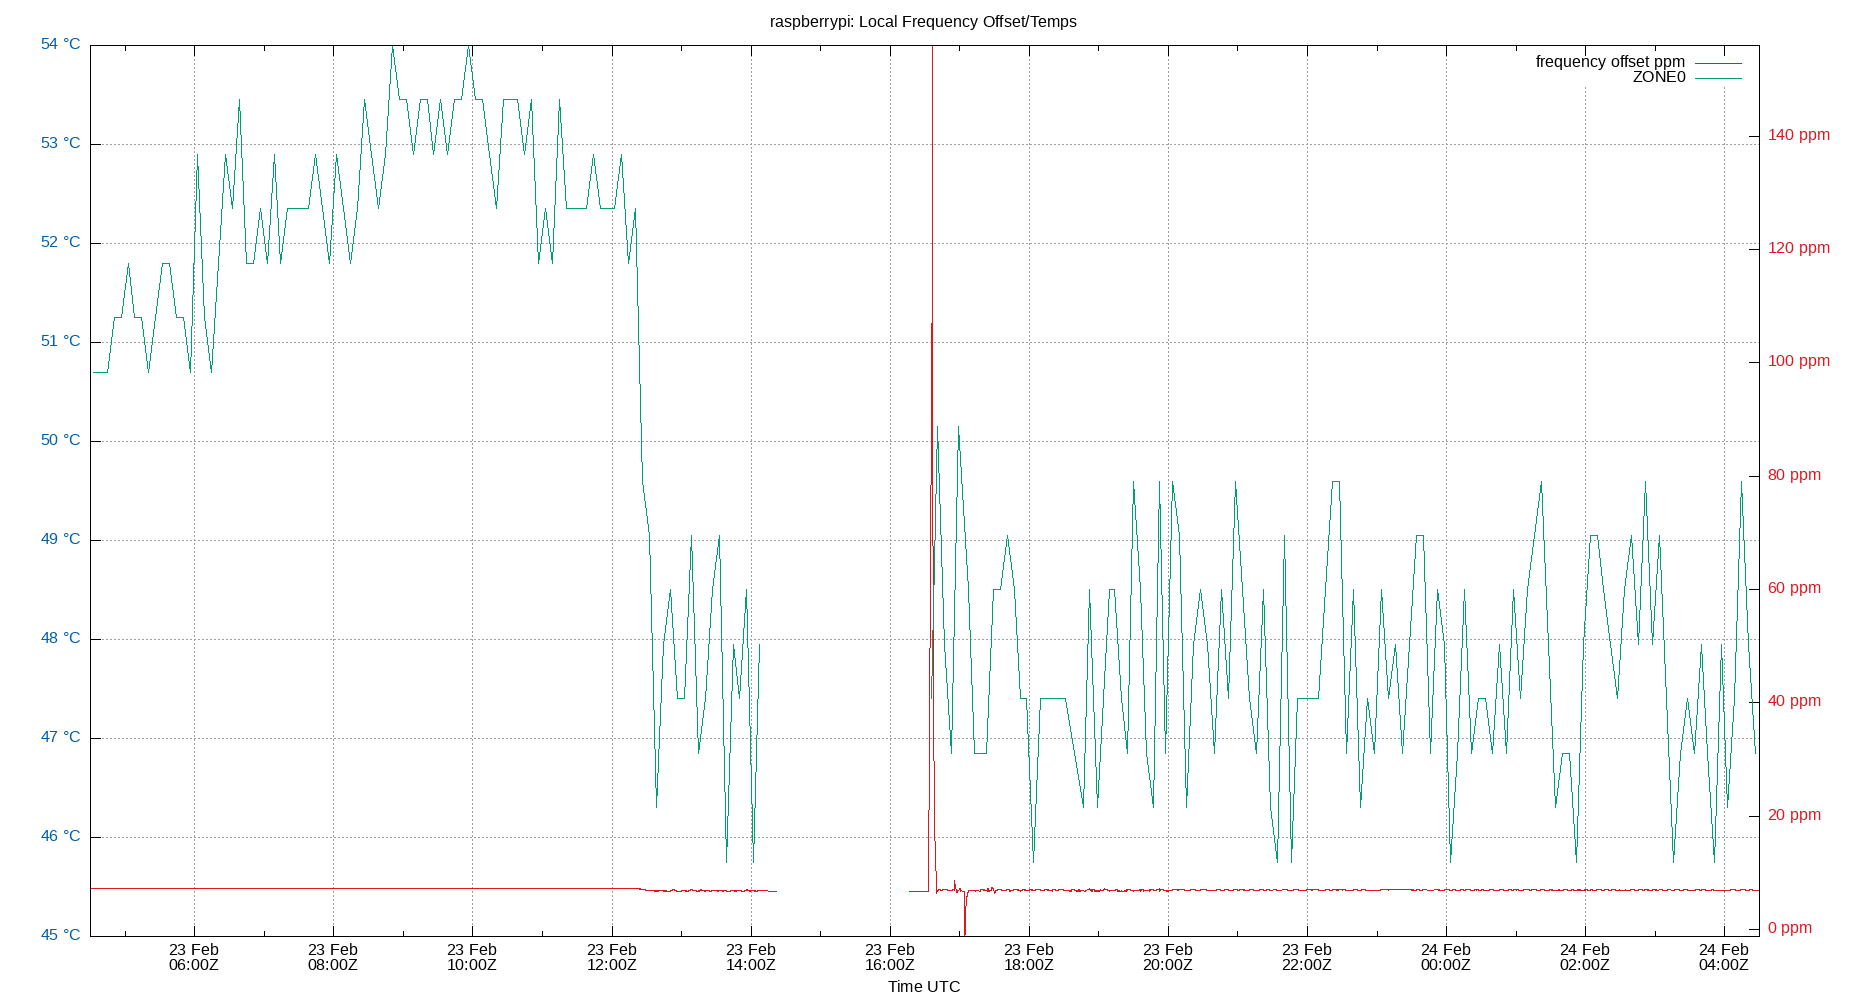 raspberrypi: Local Frequency Offset/Temps
frequency offset ppm
ZONE0
54 °C
53 °C
52 °C
51 °C
50 °C
49 °C
48 °C
47 °C
46 °C
45 °C
140 ppm
120 ppm
100 ppm
80 ppm
60 ppm
40 ppm
20 ppm
0 ppm
23 Feb
06:00Z
23 Feb
08:00Z
23 Feb
10:00Z
23 Feb
12:00Z
23 Feb
14:00Z
23 Feb
16:00Z
23 Feb
18:00Z
23 Feb
20:00Z
23 Feb
22:00Z
24 Feb
00:00Z
24 Feb
02:00Z
24 Feb
04:00Z
Time UTC